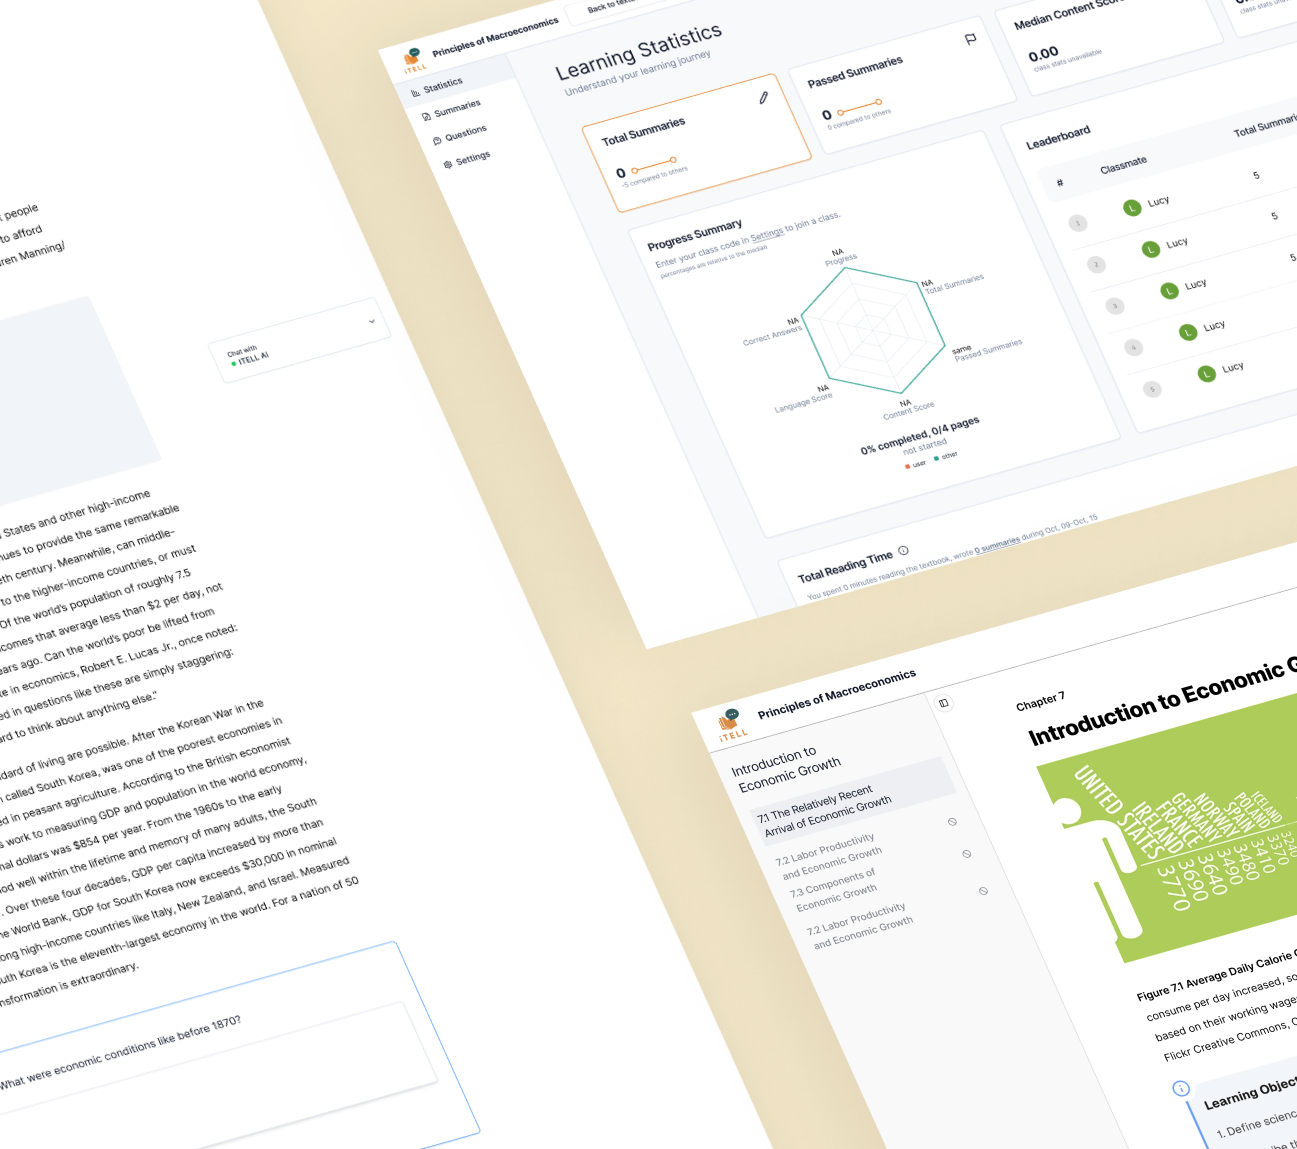 people
to afford
ren Manning/
Chat with
ITELL AI
States and other high-income
nues to provide the same remarkable
eth century. Meanwhile, can middle-
to the higher-income countries, or must
Of the world's population of roughly 7.5
comes that average less than $2 per day, not
ears ago. Can the world's poor be lifted from
te in economics, Robert E. Lucas Jr., once noted:
ed in questions like these are simply staggering:
ard to think about anything else."
ndard of living are possible. After the Korean War in the
n called South Korea, was one of the poorest economies in
ed in peasant agriculture. According to the British economist
s work to measuring GDP and population in the world economy,
nal dollars was $854 per year. From the 1960s to the early
od well within the lifetime and memory of many adults, the South
. Over these four decades, GDP per capita increased by more than
he World Bank, GDP for South Korea now exceeds $30,000 in nominal
ong high-income countries like Italy, New Zealand, and Israel. Measured
uth Korea is the eleventh-largest economy in the world. For a nation of 50
nsformation is extraordinary.
What were economic conditions like before 1870?
iTELL
Principles of Macroeconomics
Back to textb
Statistics
Summaries
Questions
Settings
Learning Statistics
Understand your learning journey
Total Summaries
0
-5 compared to others
Passed Summaries
0
0 compared to others
Median Content Score
0.00
class stats unavailable
class stats unav
Progress Summary
Enter your class code in Settings to join a class.
percentages are relative to the median
NA
Progress
NA
Total Summaries
same
Passed Summaries
NA
Content Score
NA
Language Score
NA
Correct Answers
0% completed, 0/4 pages
not started
user other
Leaderboard
# Classmate Total Summari
1 L Lucy 5
2 L Lucy 5
3 L Lucy 5
4 L Lucy
5 L Lucy
Total Reading Time
You spent 0 minutes reading the textbook, wrote 0 summaries during Oct, 09-Oct, 15
iTELL
Principles of Macroeconomics
Introduction to
Economic Growth
7.1 The Relatively Recent
Arrival of Economic Growth
7.2 Labor Productivity
and Economic Growth
7.3 Components of
Economic Growth
7.2 Labor Productivity
and Economic Growth
Chapter 7
Introduction to Economic G
UNITED STATES 3770
IRELAND 3690
FRANCE 3640
GERMANY 3490
NORWAY 3480
SPAIN 3410
POLAND 3370
ICELAND 3240
Figure 7.1 Average Daily Calorie C
consume per day increased, so
based on their working wage
Flickr Creative Commons, C
Learning Object
1. Define scienc
ibe th